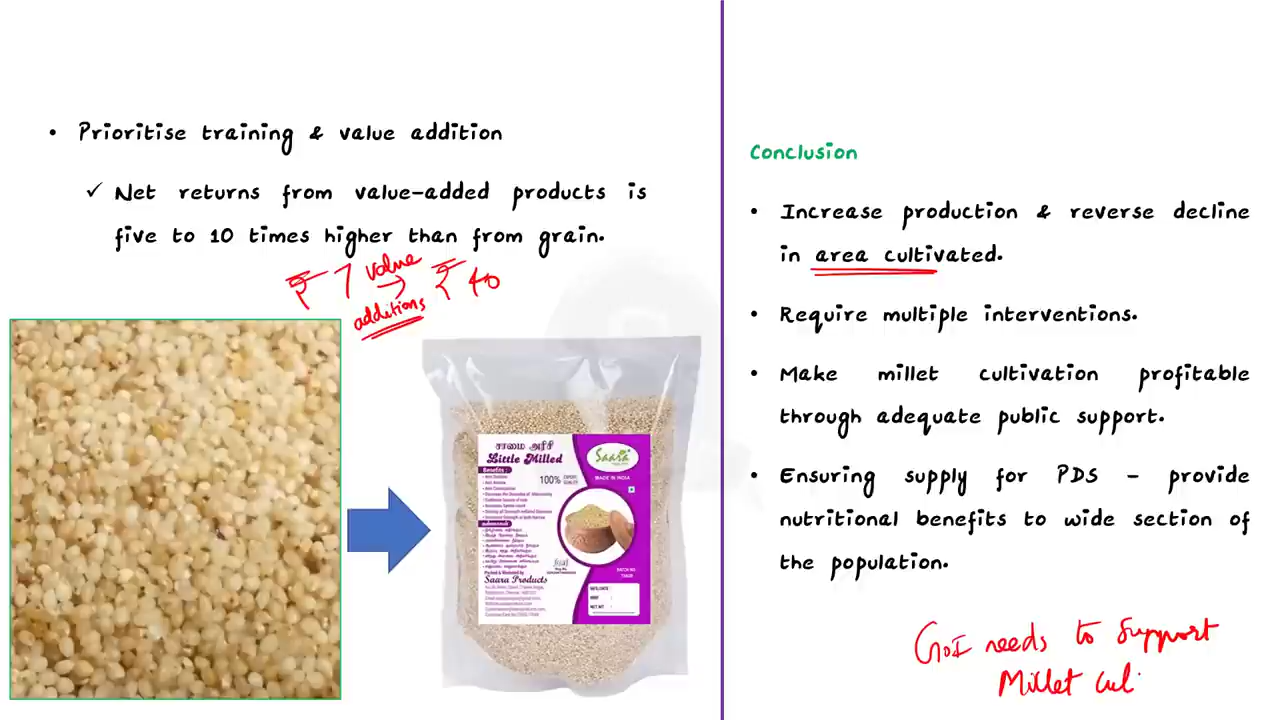 • Prioritise training & value addition
✓ Net returns from value-added products is
five to 10 times higher than from grain.
₹ 7 value → ₹ 40
additions
சாமை அரிசி
Little Milled
Saara
MADE IN INDIA
Benefits :
100%
Saara Products
Conclusion
• Increase production & reverse decline
in area cultivated.
• Require multiple interventions.
• Make millet cultivation profitable
through adequate public support.
• Ensuring supply for PDS – provide
nutritional benefits to wide section of
the population.
GoI needs to support
Millet cul